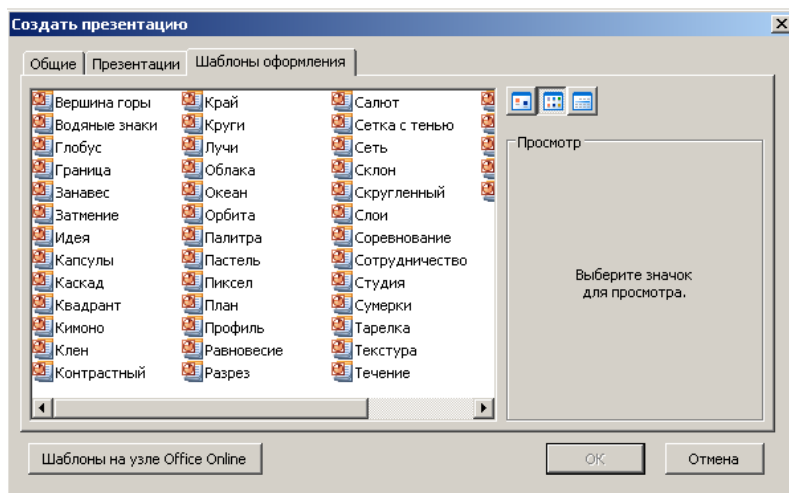 Создать презентацию
Общие
Презентации
Шаблоны оформления
Вершина горы
Водяные знаки
Глобус
Граница
Занавес
Затмение
Идея
Капсулы
Каскад
Квадрант
Кимоно
Клен
Контрастный
Край
Круги
Лучи
Облака
Океан
Орбита
Палитра
Пастель
Пиксел
План
Профиль
Равновесие
Разрез
Салют
Сетка с тенью
Сеть
Склон
Скругленный
Слои
Соревнование
Сотрудничество
Студия
Сумерки
Тарелка
Текстура
Течение
Просмотр
Выберите значок
для просмотра.
Шаблоны на узле Office Online
ОК
Отмена